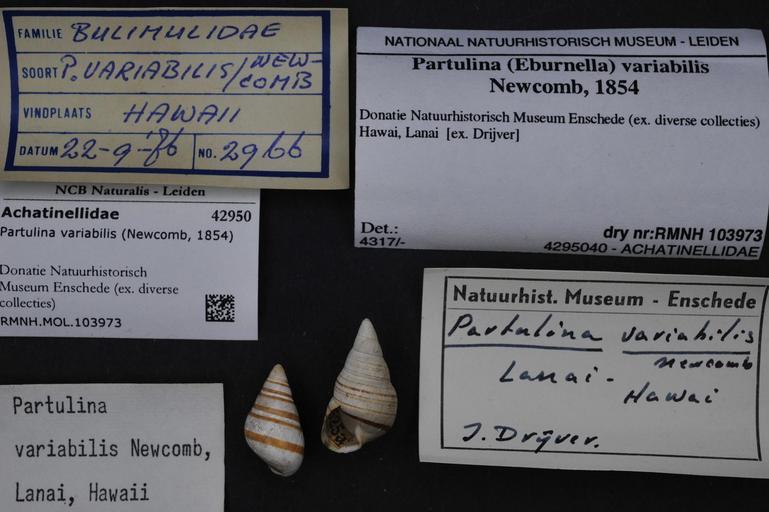 FAMILIE BULIMULIDAE
SOORT P. VARIABILIS/NEW-
COMB
VINDPLAATS HAWAII
DATUM 22-9-'86 NO. 2966
NATIONAAL NATUURHISTORISCH MUSEUM - LEIDEN
Partulina (Eburnella) variabilis
Newcomb, 1854
Donatie Natuurhistorisch Museum Enschede (ex. diverse collecties)
Hawai, Lanai [ex. Drijver]
Det.:
dry nr:RMNH 103973
4317/-
4295040 - ACHATINELLIDAE
NCB Naturalis - Leiden
Achatinellidae 42950
Partulina variabilis (Newcomb, 1854)
Donatie Natuurhistorisch
Museum Enschede (ex. diverse
collecties)
RMNH.MOL.103973
Natuurhist. Museum - Enschede
Partulina variabilis
Newcomb
Lanai -
Hawai
J. Drijver.
Partulina
variabilis Newcomb,
Lanai, Hawaii